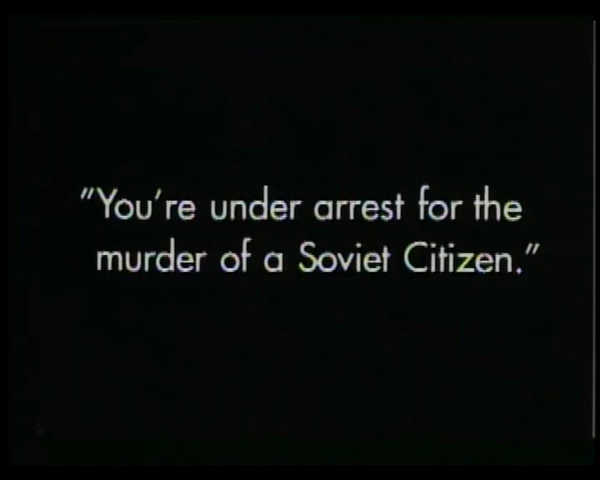 "You're under arrest for the
murder of a Soviet Citizen."